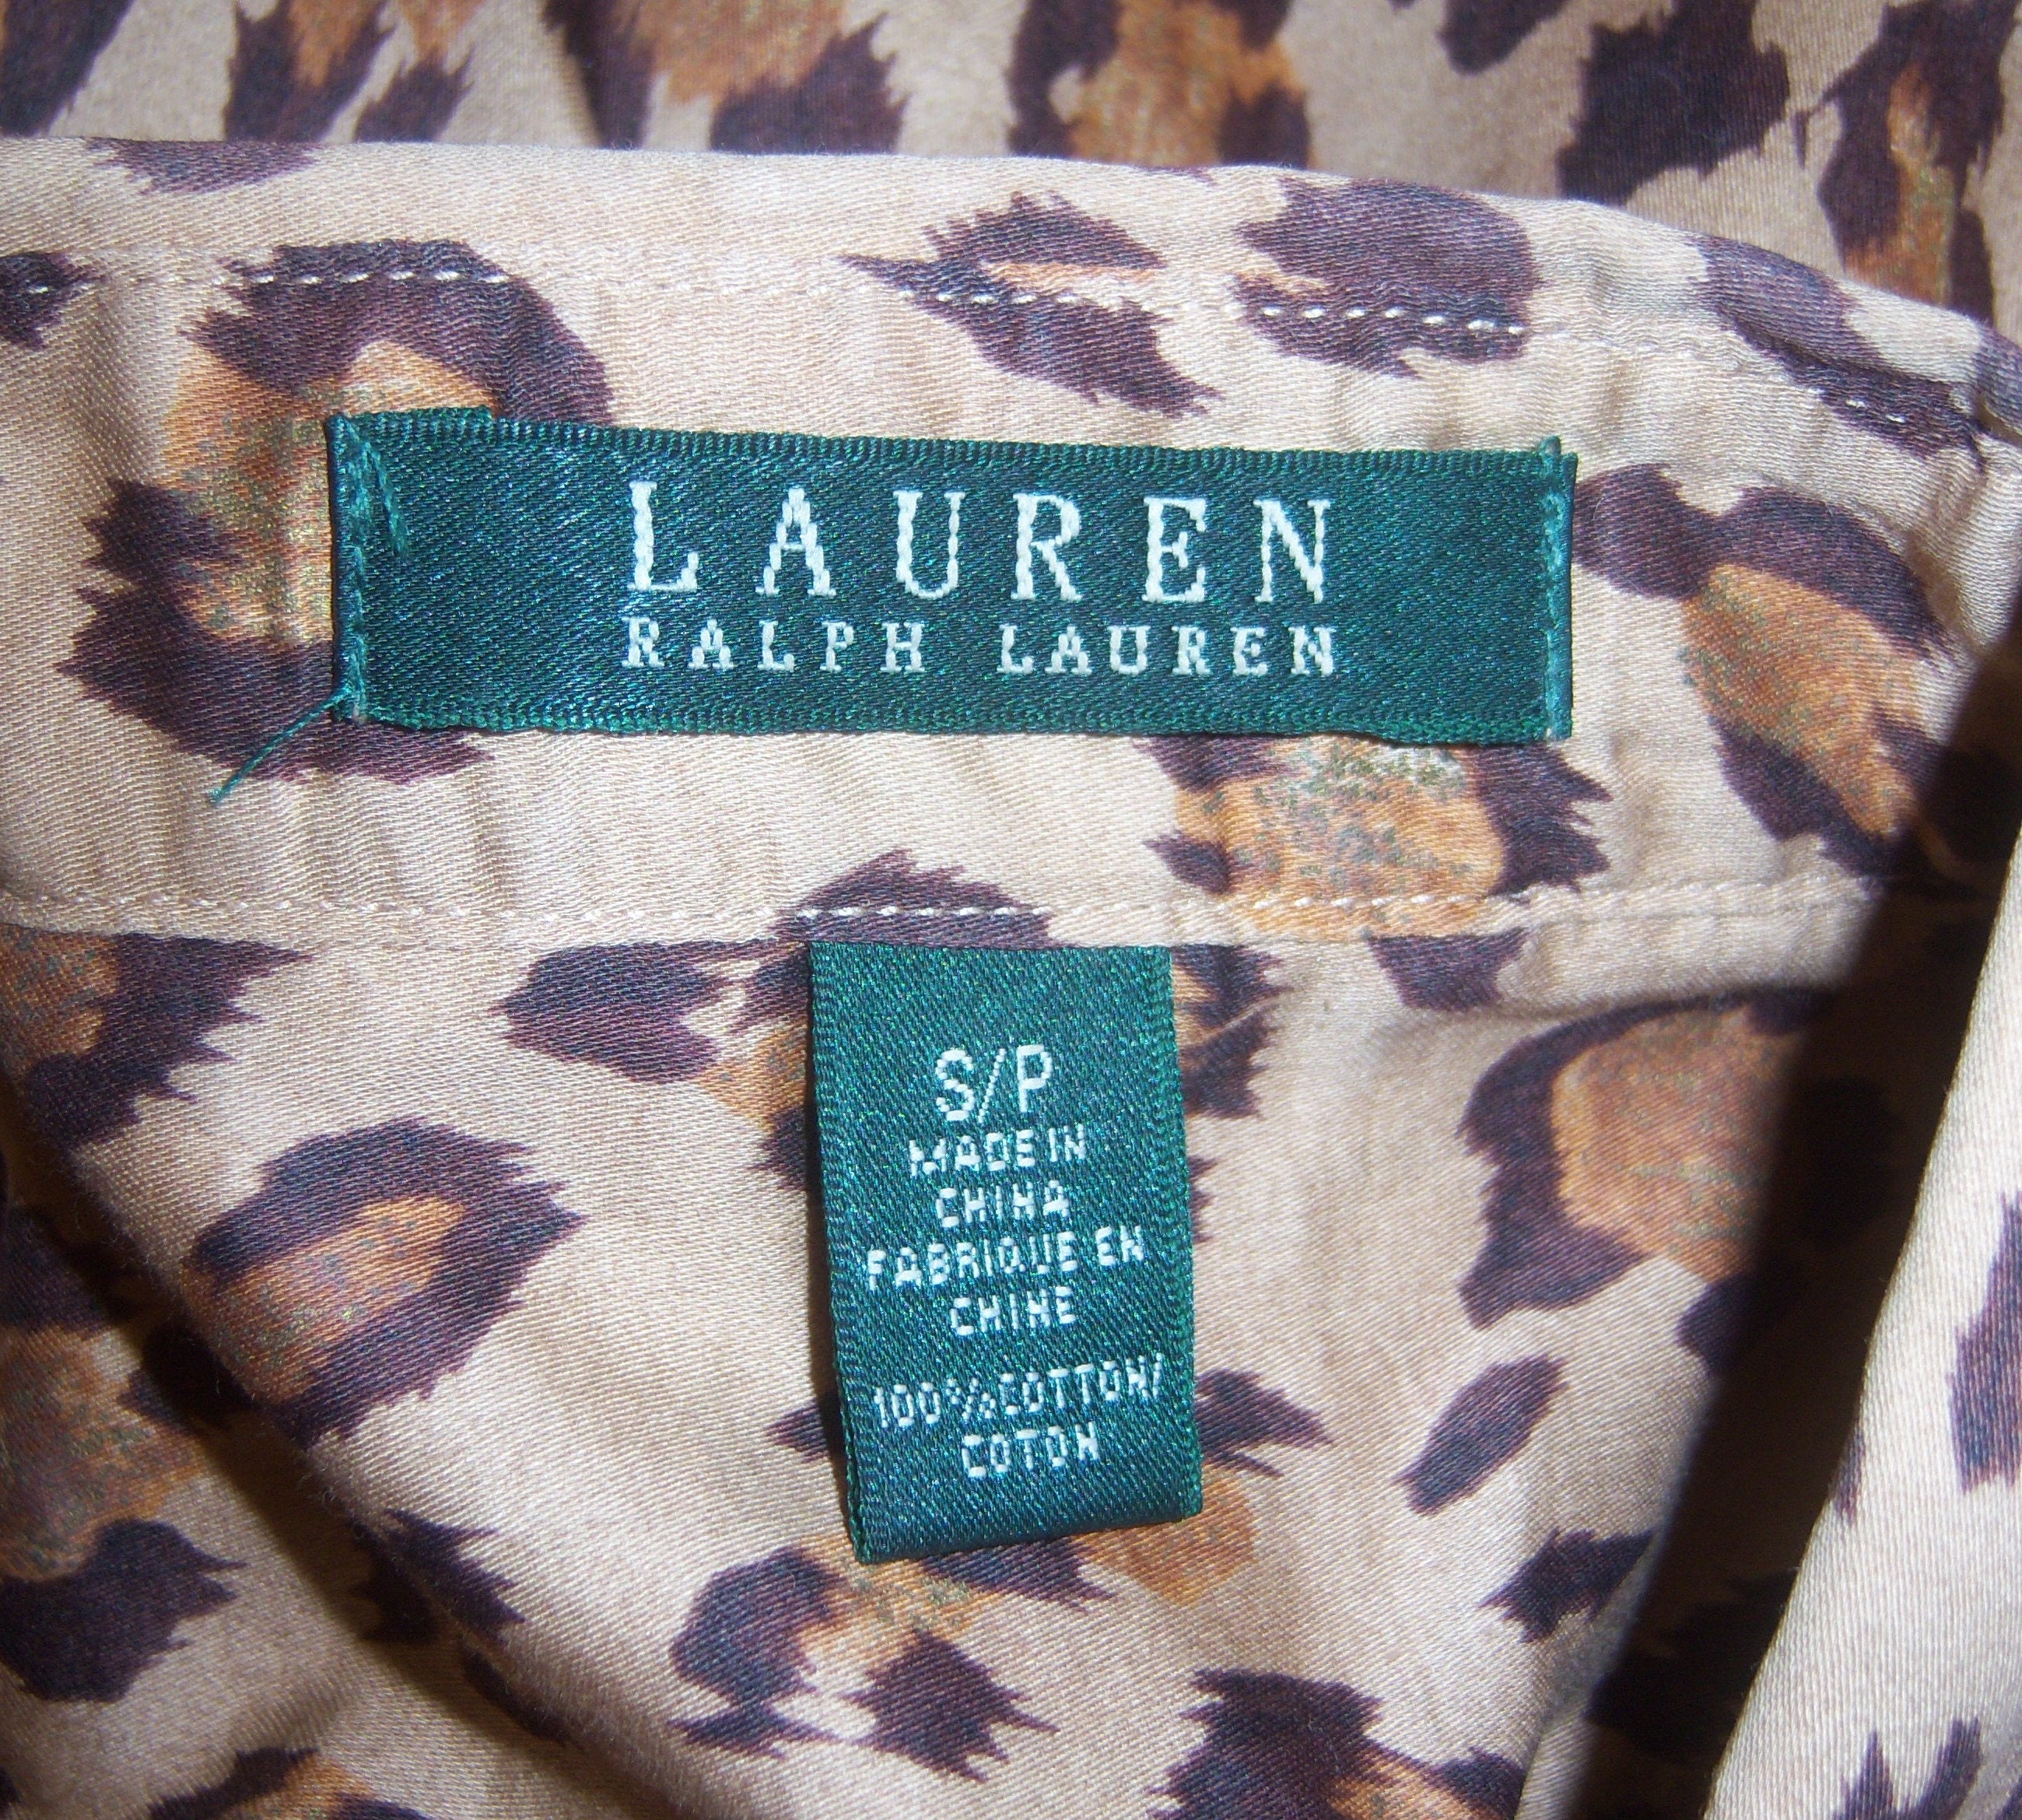 LAUREN
RALPH LAUREN
S/P
MADE IN
CHINA
FABRIQUE EN
CHINE
100% COTTON/
COTON